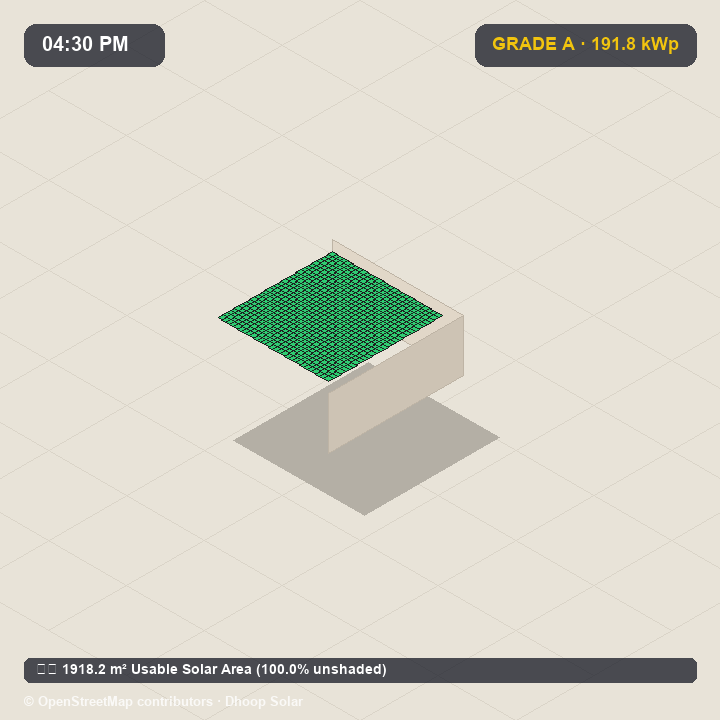 04:30 PM
GRADE A · 191.8 kWp
1918.2 m² Usable Solar Area (100.0% unshaded)
© OpenStreetMap contributors · Dhoop Solar